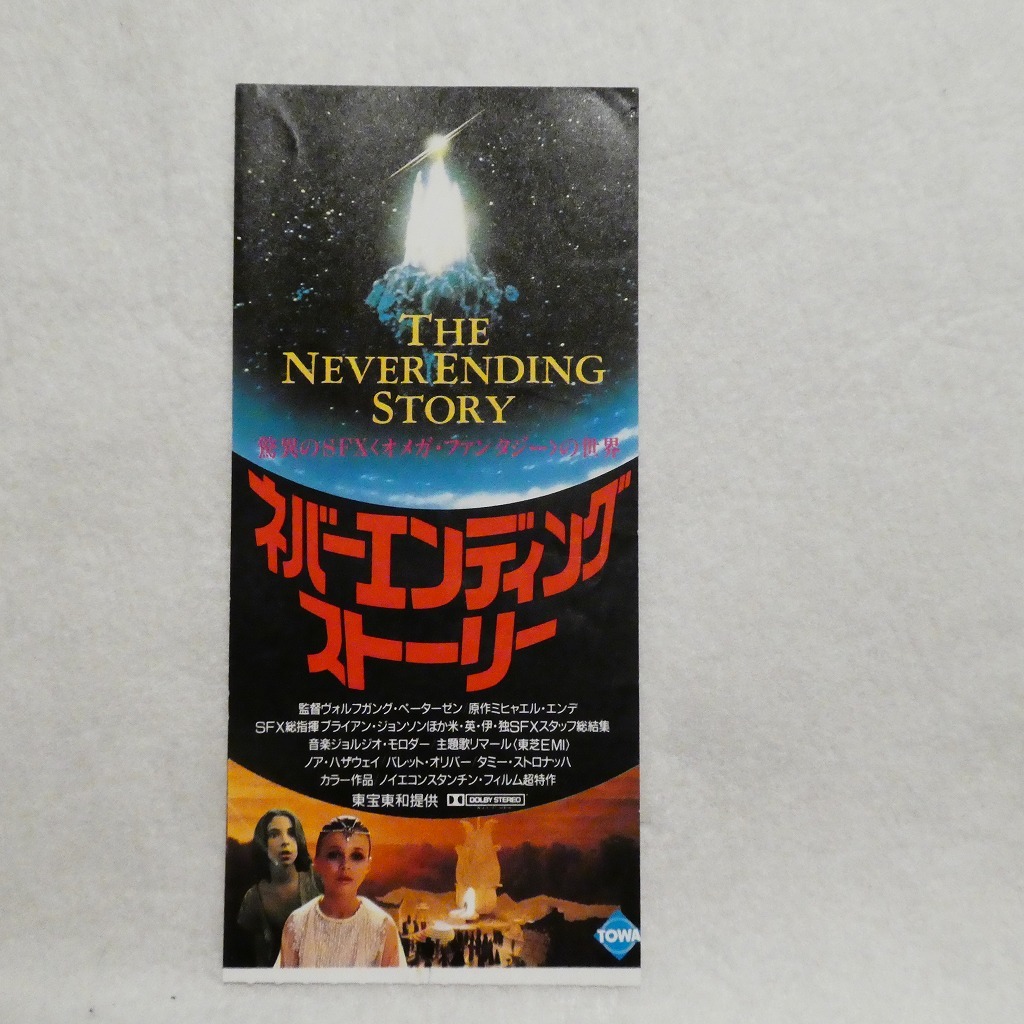 THE
NEVERENDING
STORY
驚異のSFX〈オメガ・ファンタジー〉の世界
ネバーエンディング
ストーリー
監督ヴォルフガング・ペーターゼン 原作ミヒャエル・エンデ
SFX総指揮ブライアン・ジョンソンほか米・英・伊・独SFXスタッフ総結集
音楽ジョルジオ・モロダー 主題歌リマール〈東芝EMI〉
ノア・ハザウェイ バレット・オリバー タミー・ストロナッハ
カラー作品 ノイエコンスタンチン・フィルム超特作
東宝東和提供 DOLBY STEREO
TOWA